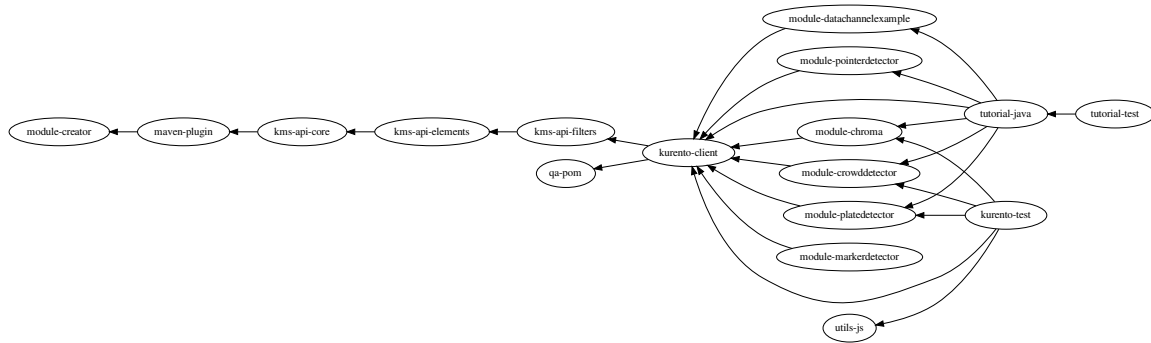 module-datachannelexample
module-pointerdetector
tutorial-java
tutorial-test
module-creator
maven-plugin
kms-api-core
kms-api-elements
kms-api-filters
module-chroma
kurento-client
qa-pom
module-crowddetector
module-platedetector
kurento-test
module-markerdetector
utils-js